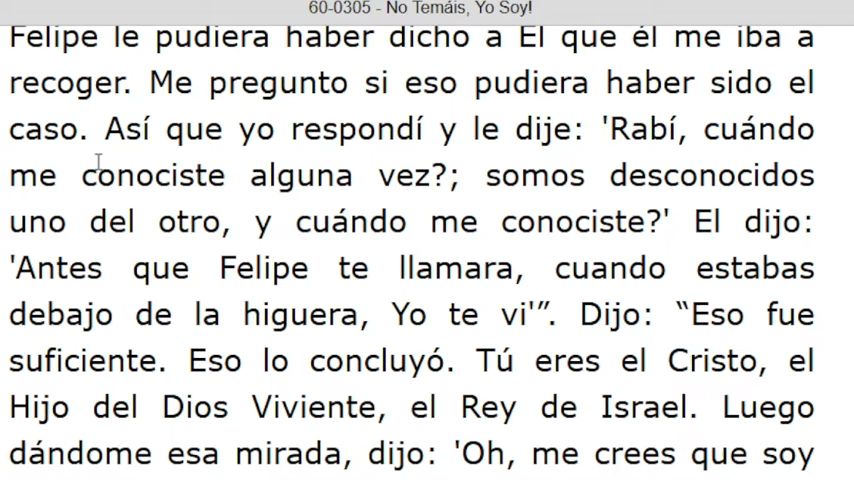 60-0305 - No Temáis, Yo Soy!
Felipe le pudiera haber dicho a El que él me iba a
recoger. Me pregunto si eso pudiera haber sido el
caso. Así que yo respondí y le dije: 'Rabí, cuándo
me conociste alguna vez?; somos desconocidos
uno del otro, y cuándo me conociste?' El dijo:
'Antes que Felipe te llamara, cuando estabas
debajo de la higuera, Yo te vi'”. Dijo: “Eso fue
suficiente. Eso lo concluyó. Tú eres el Cristo, el
Hijo del Dios Viviente, el Rey de Israel. Luego
dándome esa mirada, dijo: 'Oh, me crees que soy